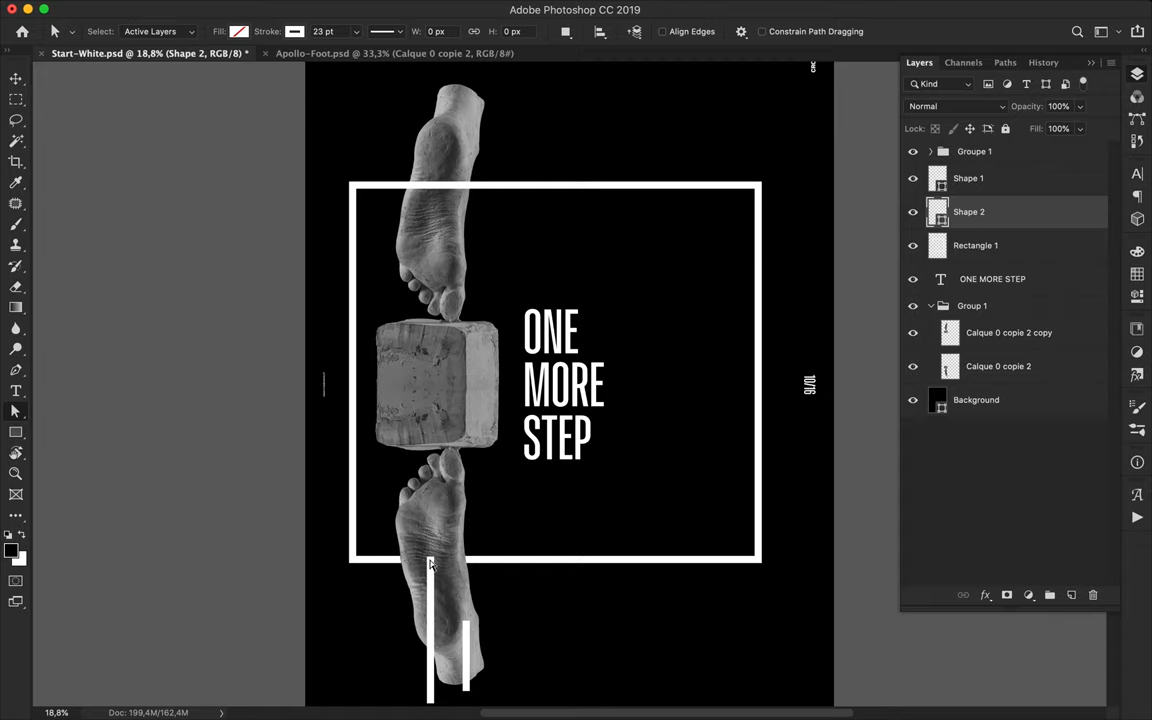 Adobe Photoshop CC 2019
Select:
Active Layers
Fill:
Stroke:
23 pt
W: 0 px
H: 0 px
Align Edges
Constrain Path Dragging
Start-White.psd @ 18,8% (Shape 2, RGB/8) *
Apollo-Foot.psd @ 33,3% (Calque 0 copie 2, RGB/8#)
Layers
Channels
Paths
History
Kind
Normal
Opacity: 100%
Lock:
Fill: 100%
Groupe 1
Shape 1
Shape 2
Rectangle 1
T ONE MORE STEP
Group 1
Calque 0 copie 2 copy
Calque 0 copie 2
Background
ONE
MORE
STEP
10/16
18,8%
Doc: 199,4M/162,4M